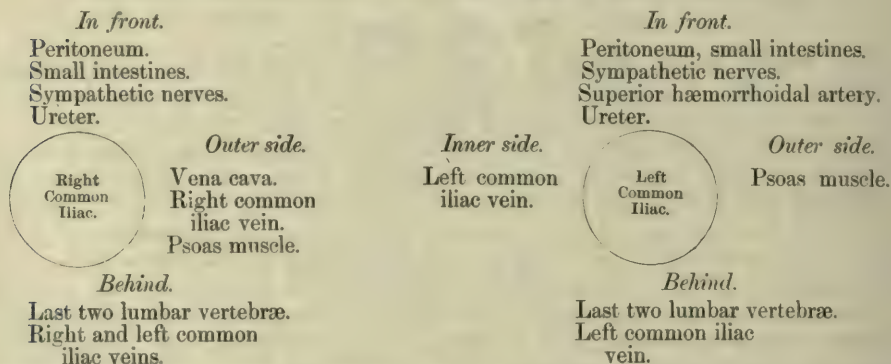 In front.
Peritoneum.
Small intestines.
Sympathetic nerves.
Ureter.
Outer side.
Right
Common
Iliac.
Vena cava.
Right common
iliac vein.
Psoas muscle.
Behind.
Last two lumbar vertebræ.
Right and left common
iliac veins.
In front.
Peritoneum, small intestines.
Sympathetic nerves.
Superior hæmorrhoidal artery.
Ureter.
Inner side.
Left common
iliac vein.
Left
Common
Iliac.
Outer side.
Psoas muscle.
Behind.
Last two lumbar vertebræ.
Left common iliac
vein.